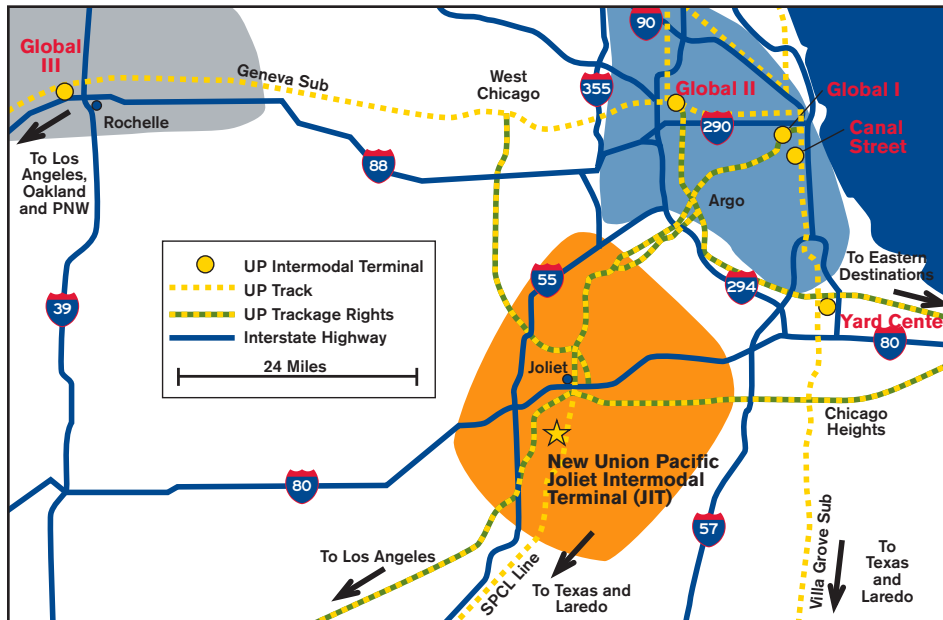 Global
III
Geneva Sub
Rochelle
To Los
Angeles,
Oakland
and PNW
West
Chicago
90
355
Global II
Global I
290
Canal
Street
88
Argo
To Eastern
Destinations
UP Intermodal Terminal
UP Track
UP Trackage Rights
Interstate Highway
24 Miles
39
55
294
Yard Cente
80
Joliet
Chicago
Heights
New Union Pacific
Joliet Intermodal
Terminal (JIT)
80
57
To Los Angeles
SPCL Line
To Texas and
Laredo
Villa Grove Sub
To
Texas
and
Laredo